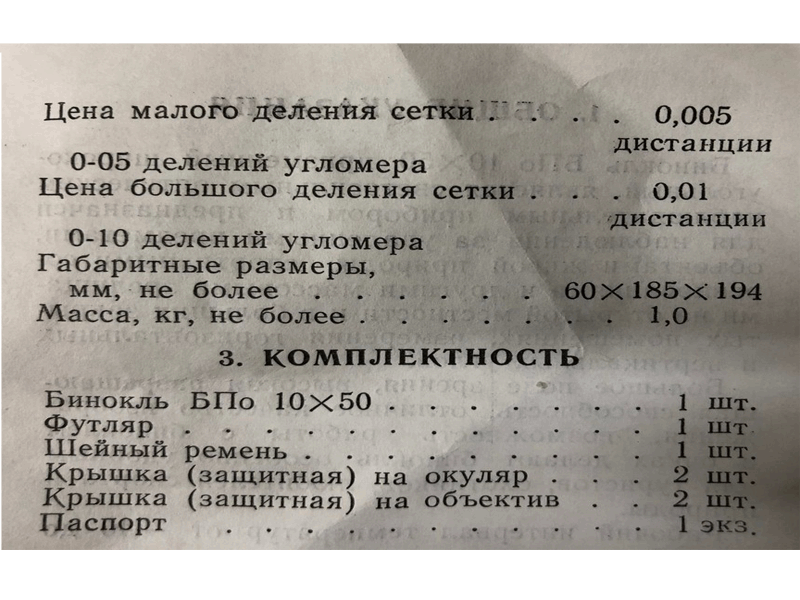 Цена малого деления сетки . . . . 0,005
дистанции
0-05 делений угломера
Цена большого деления сетки . . . 0,01
дистанции
0-10 делений угломера
Габаритные размеры,
мм, не более . . . . . . 60×185×194
Масса, кг, не более . . . . . . . 1,0
3. КОМПЛЕКТНОСТЬ
Бинокль БПо 10×50 . . . . . . . 1 шт.
Футляр . . . . . . . . . . . 1 шт.
Шейный ремень . . . . . . . . 1 шт.
Крышка (защитная) на окуляр . . . 2 шт.
Крышка (защитная) на объектив . . 2 шт.
Паспорт . . . . . . . . . . 1 экз.